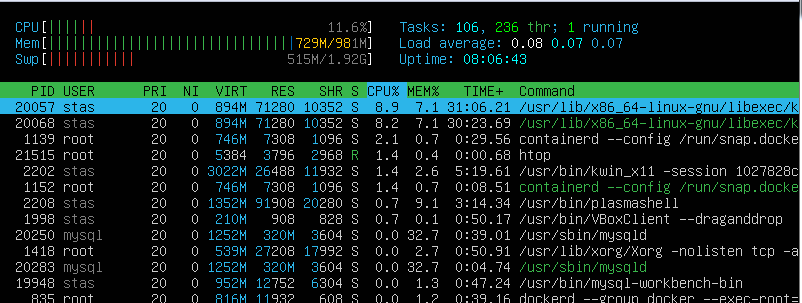 CPU[|||||| 11.6%] Tasks: 106, 236 thr; 1 running
Mem[||||||||||||||||||||||||||||||729M/981M] Load average: 0.08 0.07 0.07
Swp[||||||||||| 515M/1.92G] Uptime: 08:06:43
PID USER PRI NI VIRT RES SHR S CPU% MEM% TIME+ Command
20057 stas 20 0 894M 71280 10352 S 8.9 7.1 31:06.21 /usr/lib/x86_64-linux-gnu/libexec/k
20068 stas 20 0 894M 71280 10352 S 8.2 7.1 30:23.69 /usr/lib/x86_64-linux-gnu/libexec/k
1139 root 20 0 746M 7308 1096 S 2.1 0.7 0:29.56 containerd --config /run/snap.docke
21515 root 20 0 5384 3796 2968 R 1.4 0.4 0:00.68 htop
2202 stas 20 0 3022M 26488 11932 S 1.4 2.6 5:19.61 /usr/bin/kwin_x11 -session 1027828c
1152 root 20 0 746M 7308 1096 S 1.4 0.7 0:08.51 containerd --config /run/snap.docke
2208 stas 20 0 1352M 91908 20280 S 0.7 9.1 3:14.34 /usr/bin/plasmashell
1998 stas 20 0 210M 908 828 S 0.7 0.1 0:50.17 /usr/bin/VBoxClient --draganddrop
20250 mysql 20 0 1252M 320M 3604 S 0.0 32.7 0:39.01 /usr/sbin/mysqld
1418 root 20 0 539M 27208 17992 S 0.0 2.7 0:50.91 /usr/lib/xorg/Xorg -nolisten tcp -a
20283 mysql 20 0 1252M 320M 3604 S 0.0 32.7 0:04.74 /usr/sbin/mysqld
19948 stas 20 0 952M 12752 6304 S 0.0 1.3 0:47.24 /usr/bin/mysql-workbench-bin
835 root 20 0 816M 11932 608 S 0.0 1.2 0:39.16 dockerd --group docker --exec-root=